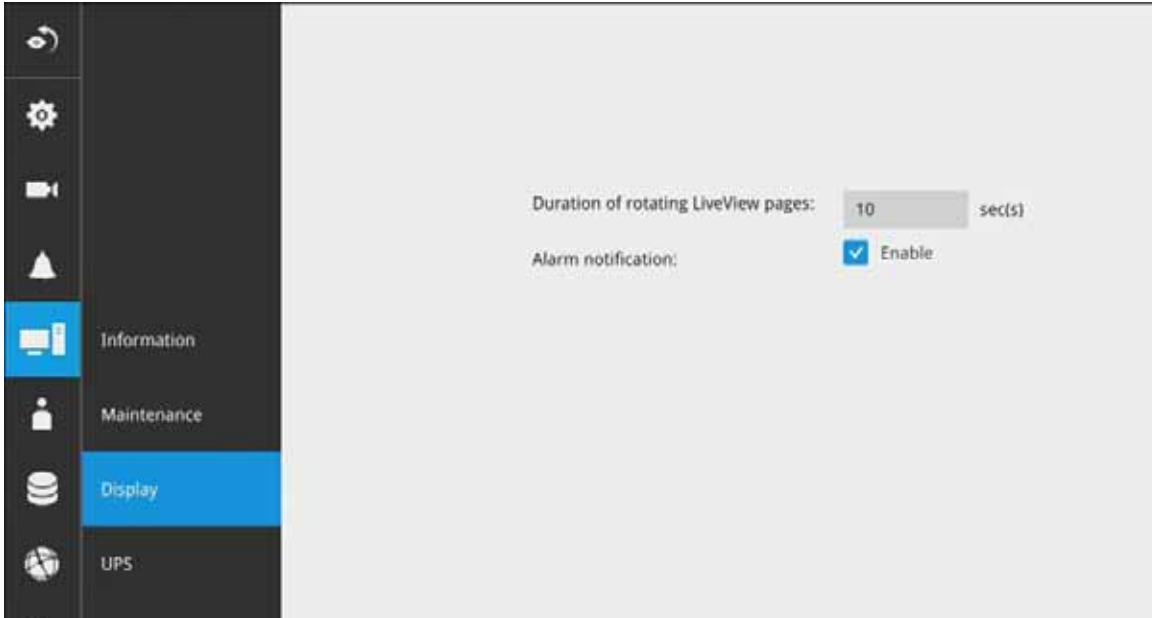 Duration of rotating LiveView pages: 10 sec(s)
Alarm notification: Enable
Information
Maintenance
Display
UPS